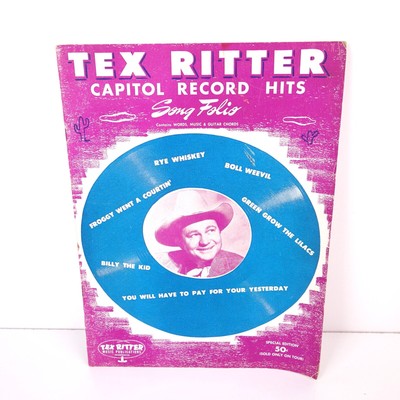 TEX RITTER
CAPITOL RECORD HITS
Song Folio
Contains WORDS, MUSIC & GUITAR CHORDS
RYE WHISKEY
BOLL WEEVIL
FROGGY WENT A COURTIN'
GREEN GROW THE LILACS
BILLY THE KID
YOU WILL HAVE TO PAY FOR YOUR YESTERDAY
TEX RITTER
MUSIC PUBLICATIONS
SPECIAL EDITION
50¢
SOLD ONLY ON TOUR